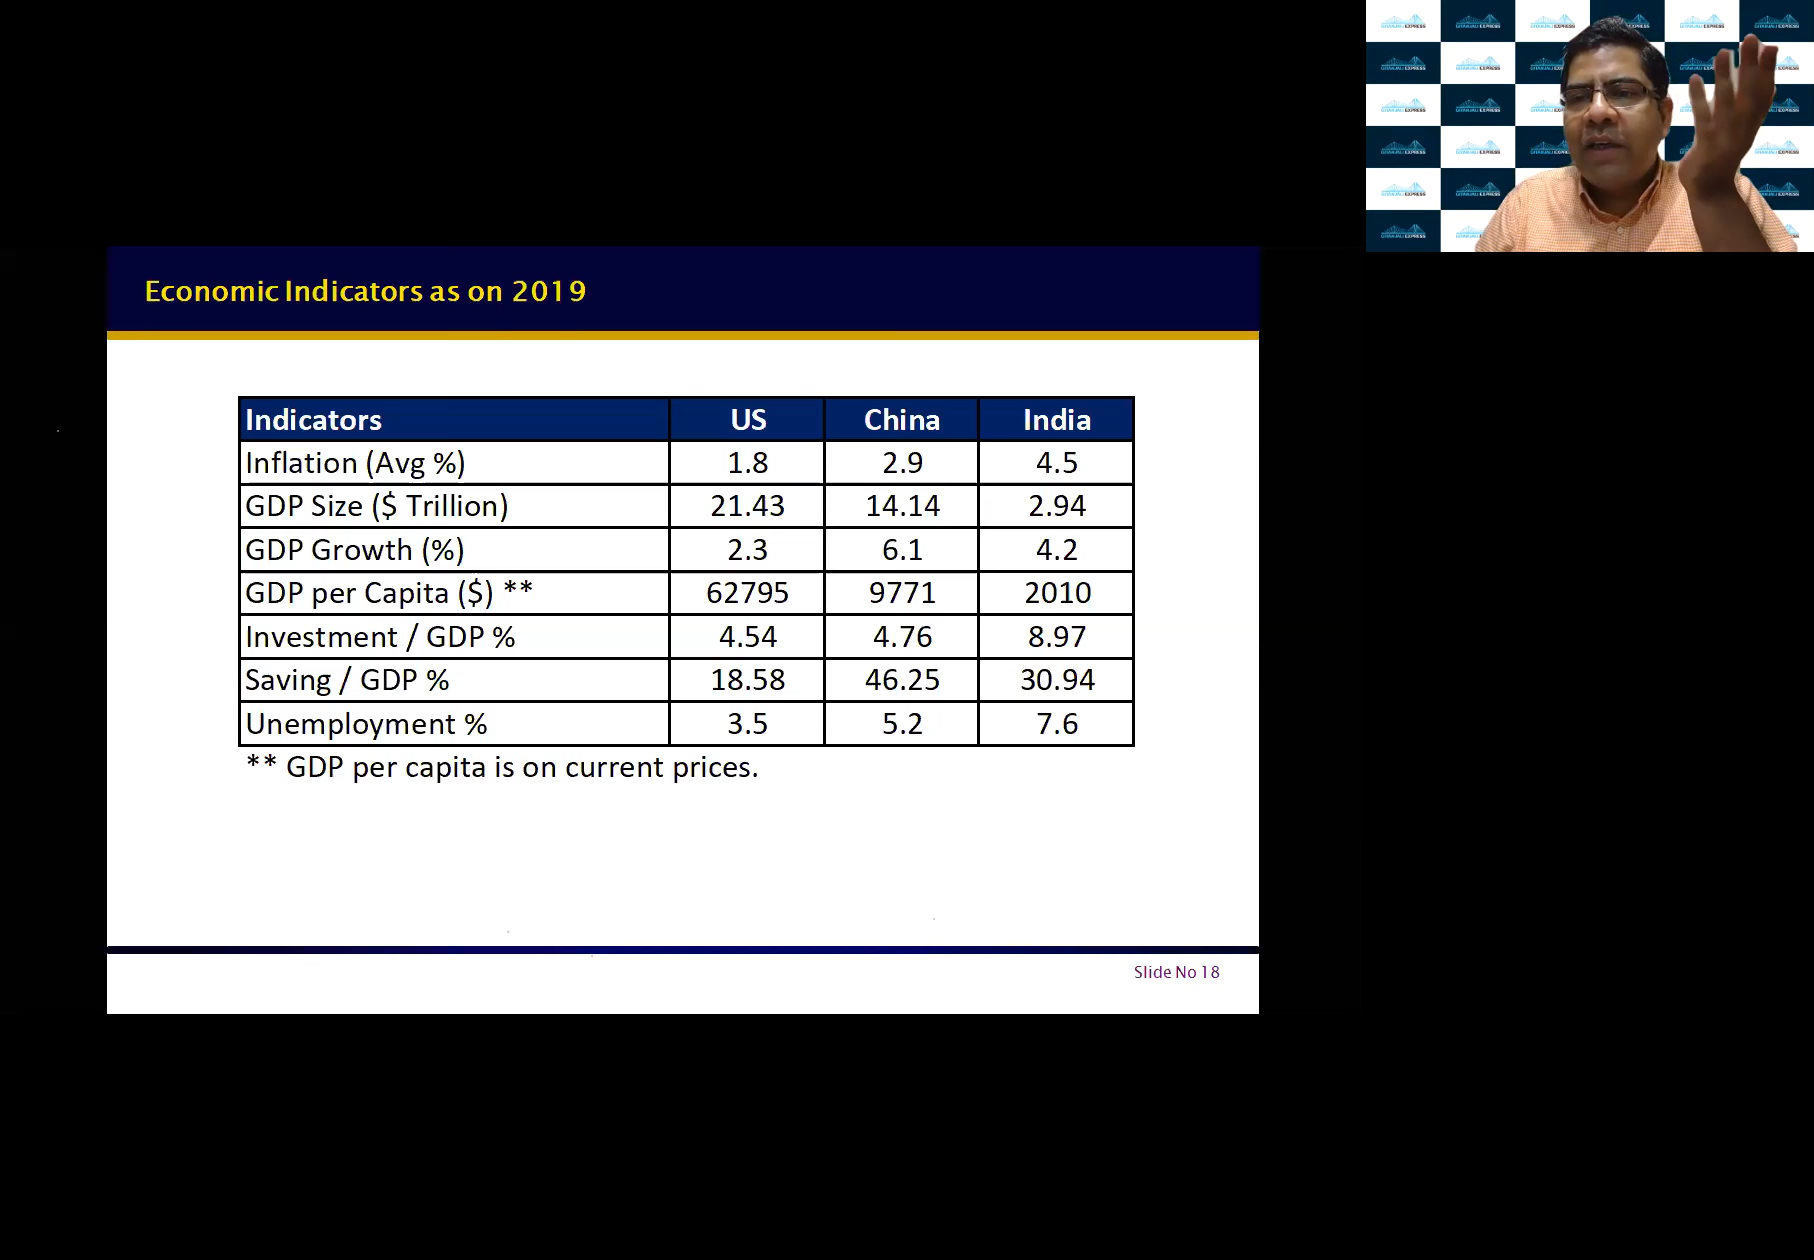 Economic Indicators as on 2019
Indicators US China India
Inflation (Avg %) 1.8 2.9 4.5
GDP Size ($ Trillion) 21.43 14.14 2.94
GDP Growth (%) 2.3 6.1 4.2
GDP per Capita ($) ** 62795 9771 2010
Investment / GDP % 4.54 4.76 8.97
Saving / GDP % 18.58 46.25 30.94
Unemployment % 3.5 5.2 7.6
** GDP per capita is on current prices.
Slide No 18